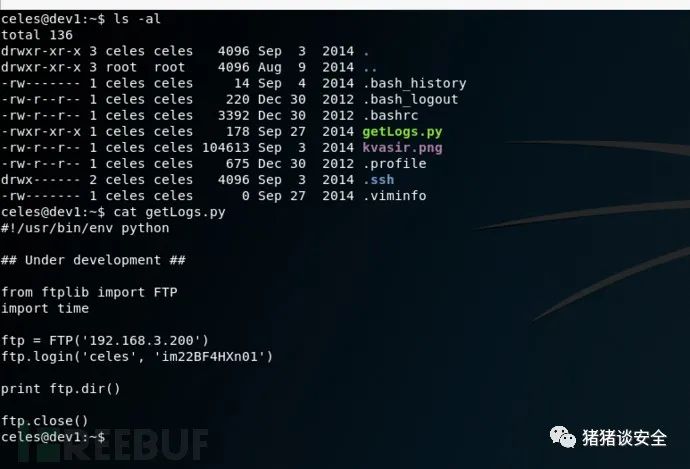 celes@dev1:~$ ls -al
total 136
drwxr-xr-x 3 celes celes   4096 Sep  3  2014 .
drwxr-xr-x 3 root  root    4096 Aug  9  2014 ..
-rw------- 1 celes celes     14 Sep  4  2014 .bash_history
-rw-r--r-- 1 celes celes    220 Dec 30  2012 .bash_logout
-rw-r--r-- 1 celes celes   3392 Dec 30  2012 .bashrc
-rwxr-xr-x 1 celes celes    178 Sep 27  2014 getLogs.py
-rw-r--r-- 1 celes celes 104613 Sep  3  2014 kvasir.png
-rw-r--r-- 1 celes celes    675 Dec 30  2012 .profile
drwx------ 2 celes celes   4096 Sep  3  2014 .ssh
-rw------- 1 celes celes      0 Sep 27  2014 .viminfo
celes@dev1:~$ cat getLogs.py
#!/usr/bin/env python

## Under development ##

from ftplib import FTP
import time

ftp = FTP('192.168.3.200')
ftp.login('celes', 'im22BF4HXn01')

print ftp.dir()

ftp.close()
celes@dev1:~$
REEBUF
猪猪谈安全